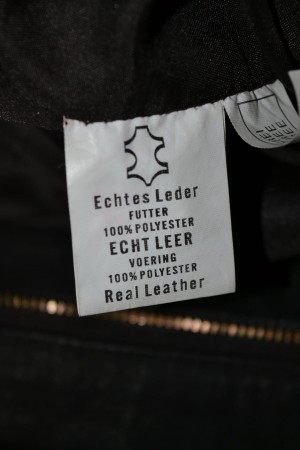 Echtes Leder
FUTTER
100% POLYESTER
ECHT LEER
VOERING
100% POLYESTER
Real Leather